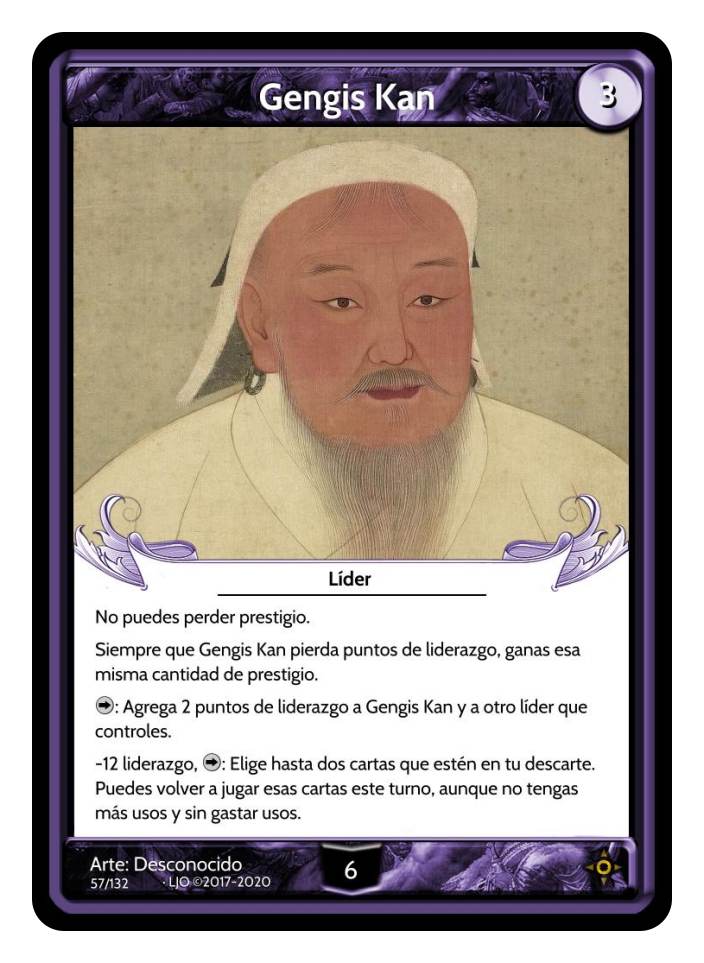 Gengis Kan
3
Líder
No puedes perder prestigio.
Siempre que Gengis Kan pierda puntos de liderazgo, ganas esa
misma cantidad de prestigio.
: Agrega 2 puntos de liderazgo a Gengis Kan y a otro líder que
controles.
-12 liderazgo, : Elige hasta dos cartas que estén en tu descarte.
Puedes volver a jugar esas cartas este turno, aunque no tengas
más usos y sin gastar usos.
Arte: Desconocido
6
57/132 · LJO ©2017-2020